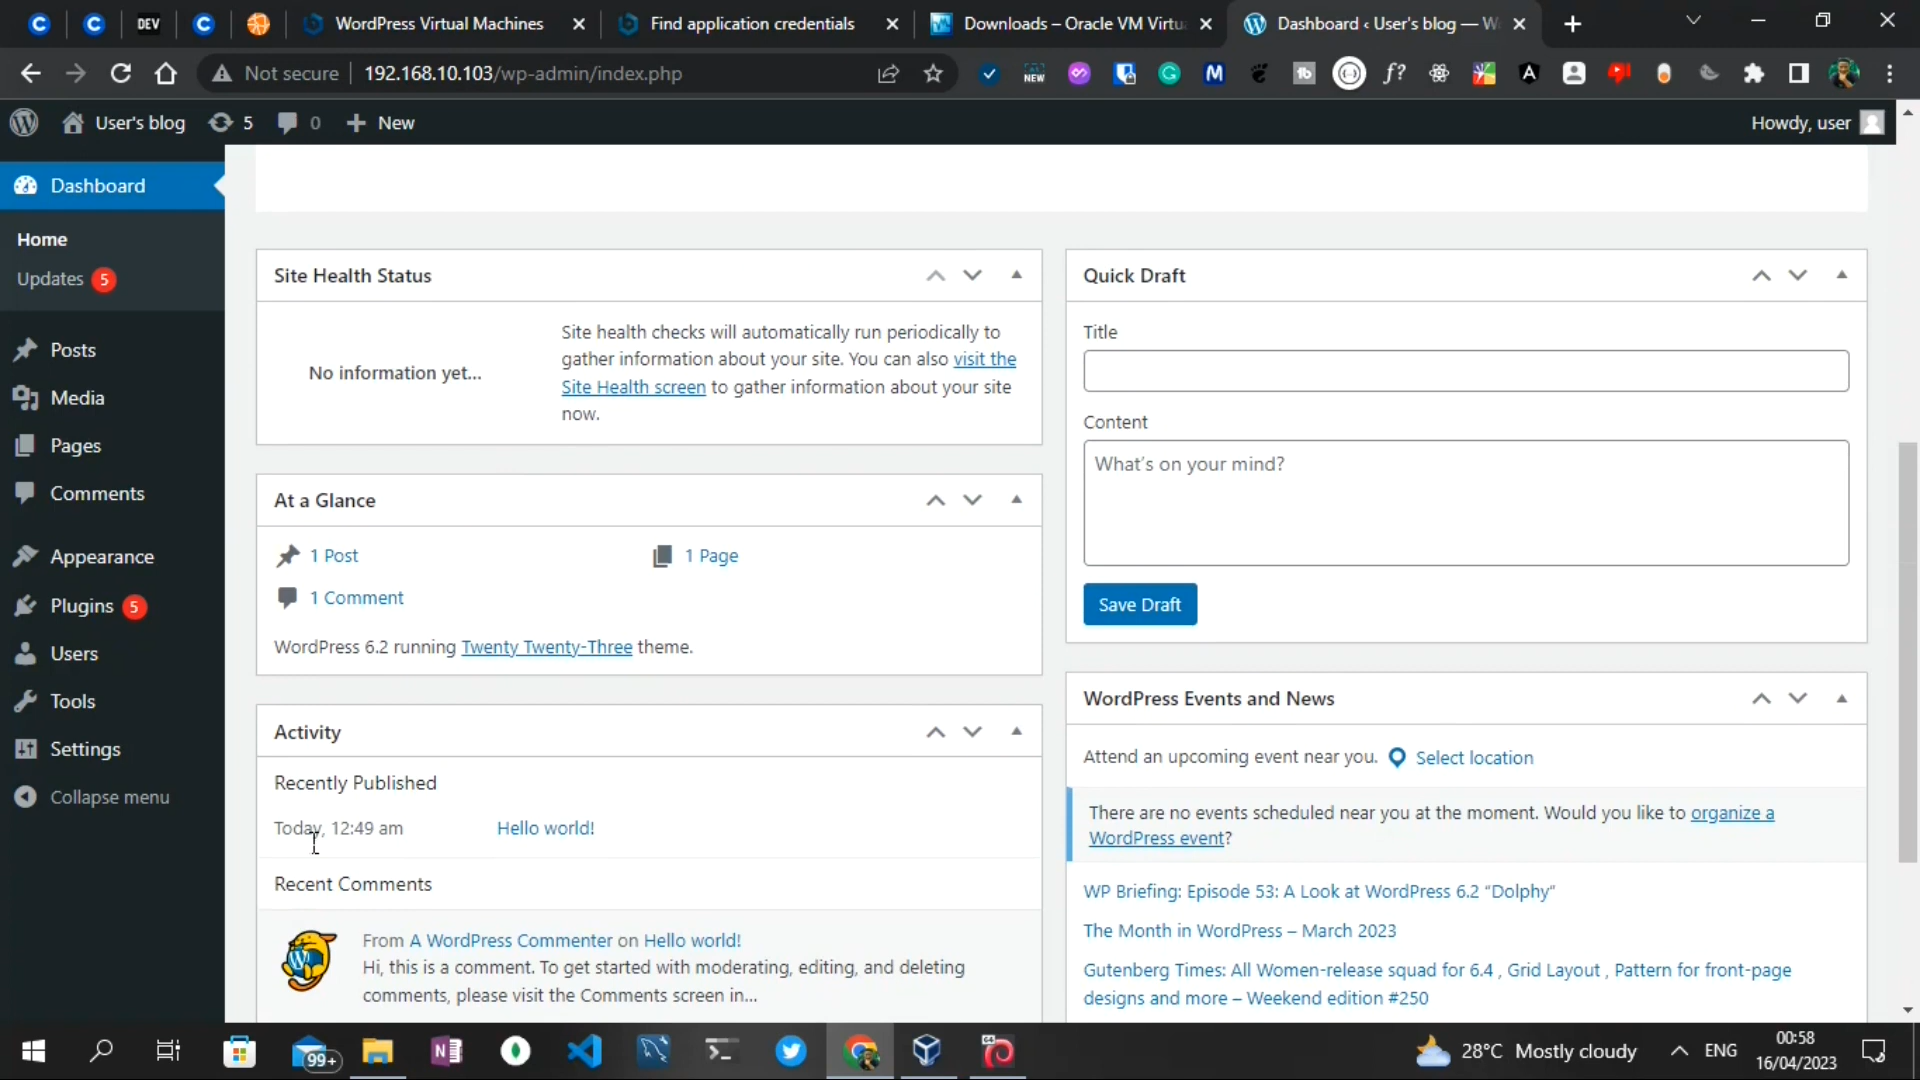 WordPress Virtual Machines
Find application credentials
Downloads – Oracle VM Virtu
Dashboard ‹ User's blog — W
DEV
Not secure
192.168.10.103/wp-admin/index.php
NEW
User's blog
5
0
New
Howdy, user
Dashboard
Home
Updates 5
Posts
Media
Pages
Comments
Appearance
Plugins 5
Users
Tools
Settings
Collapse menu
Site Health Status
No information yet...
Site health checks will automatically run periodically to
gather information about your site. You can also visit the
Site Health screen to gather information about your site
now.
At a Glance
1 Post
1 Page
1 Comment
WordPress 6.2 running Twenty Twenty-Three theme.
Activity
Recently Published
Today, 12:49 am
Hello world!
Recent Comments
From A WordPress Commenter on Hello world!
Hi, this is a comment. To get started with moderating, editing, and deleting
comments, please visit the Comments screen in...
Quick Draft
Title
Content
What's on your mind?
Save Draft
WordPress Events and News
Attend an upcoming event near you.
Select location
There are no events scheduled near you at the moment. Would you like to organize a
WordPress event?
WP Briefing: Episode 53: A Look at WordPress 6.2 “Dolphy”
The Month in WordPress – March 2023
Gutenberg Times: All Women-release squad for 6.4 , Grid Layout , Pattern for front-page
designs and more – Weekend edition #250
99+
28°C Mostly cloudy
ENG
00:58
16/04/2023